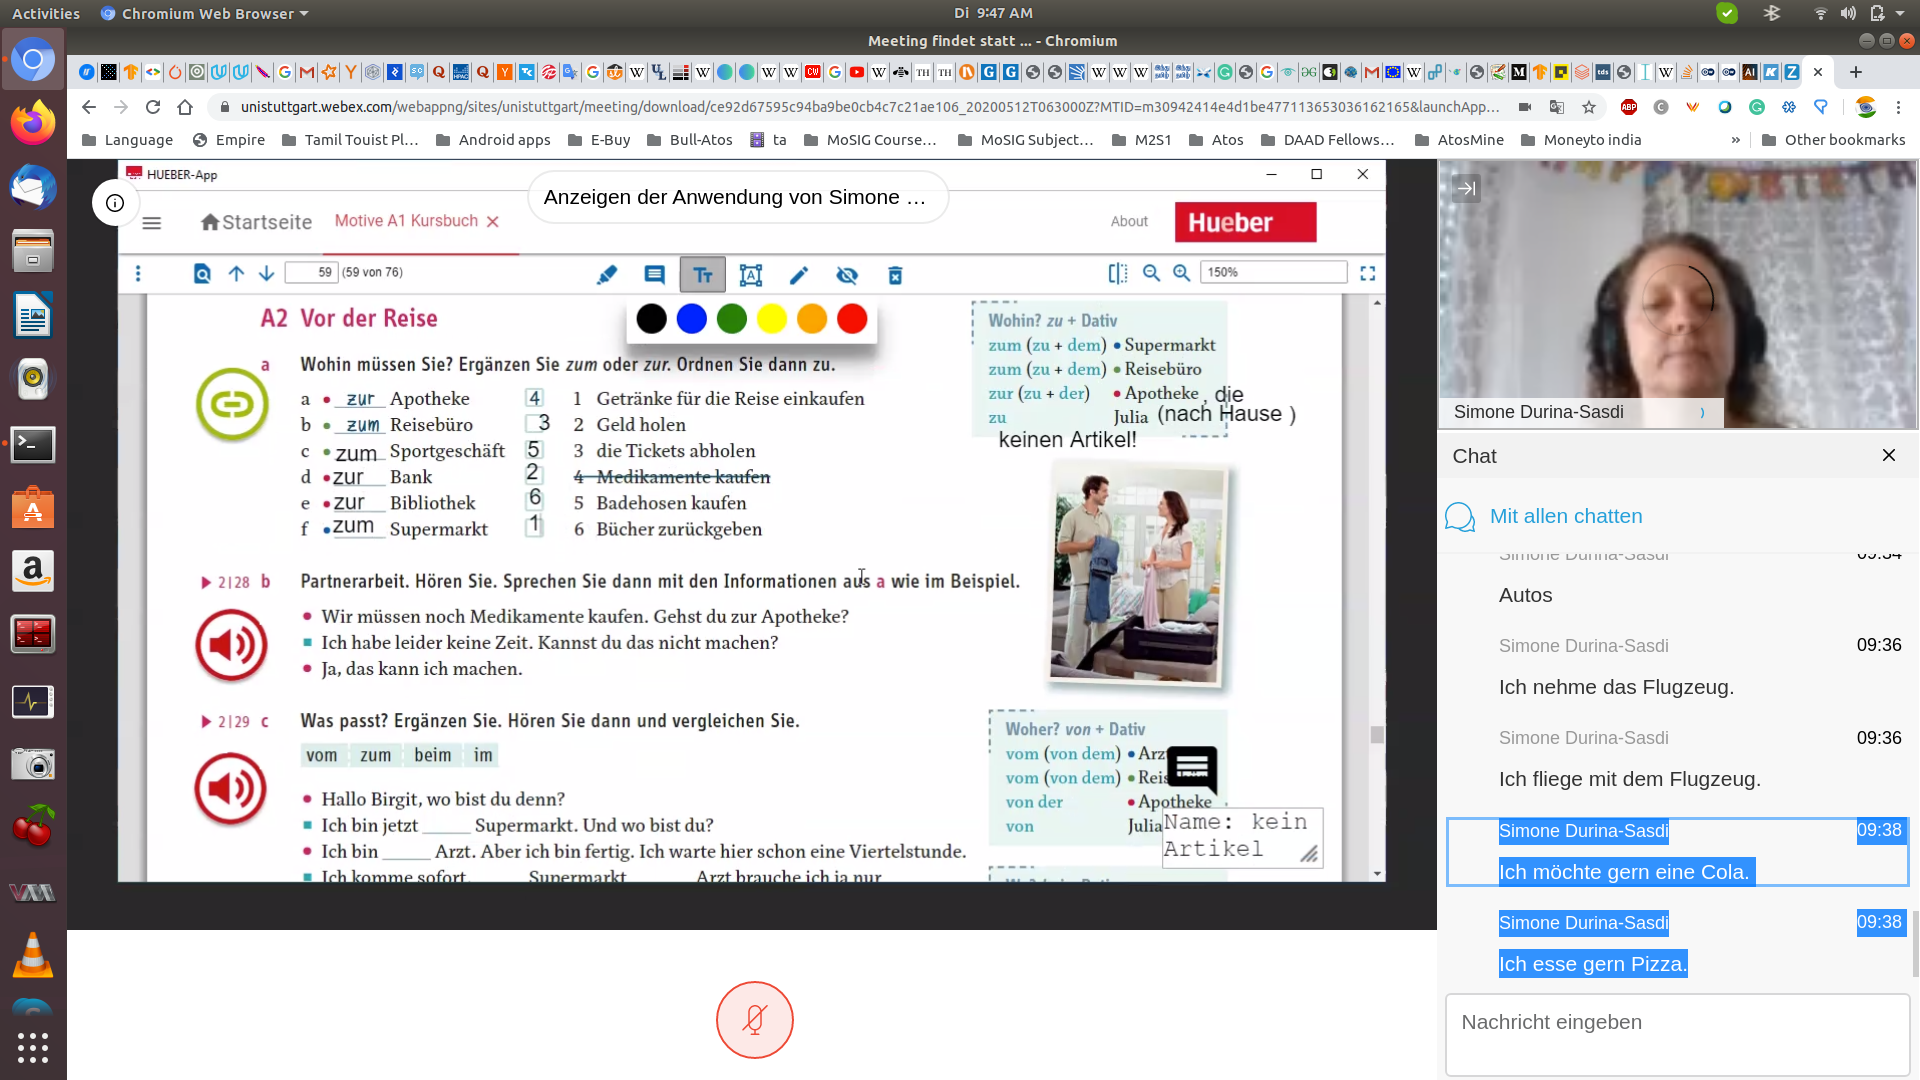 Activities
Chromium Web Browser
Di 9:47 AM
Meeting findet statt ... - Chromium
unistuttgart.webex.com/webappng/sites/unistuttgart/meeting/download/ce92d67595c94ba9be0cb4c7c21ae106_20200512T063000Z?MTID=m30942414e4d1be477113653036162165&launchApp...
Language
Empire
Tamil Touist Pl...
Android apps
E-Buy
Bull-Atos
ta
MoSIG Course...
MoSIG Subject...
M2S1
Atos
DAAD Fellows...
AtosMine
Moneyto india
» Other bookmarks
HUEBER-App
Anzeigen der Anwendung von Simone ...
Startseite
Motive A1 Kursbuch
About
Hueber
59 (59 von 76)
150%
A2 Vor der Reise
a Wohin müssen Sie? Ergänzen Sie zum oder zur. Ordnen Sie dann zu.
a • zur Apotheke 4
b • zum Reisebüro 3
c • zum Sportgeschäft 5
d • zur Bank 2
e • zur Bibliothek 6
f • zum Supermarkt 1
1 Getränke für die Reise einkaufen
2 Geld holen
3 die Tickets abholen
4 Medikamente kaufen
5 Badehosen kaufen
6 Bücher zurückgeben
Wohin? zu + Dativ
zum (zu + dem) • Supermarkt
zum (zu + dem) • Reisebüro
zur (zu + der) • Apotheke , die
zu Julia (nach Hause )
keinen Artikel!
2|28 b Partnerarbeit. Hören Sie. Sprechen Sie dann mit den Informationen aus a wie im Beispiel.
• Wir müssen noch Medikamente kaufen. Gehst du zur Apotheke?
Ich habe leider keine Zeit. Kannst du das nicht machen?
• Ja, das kann ich machen.
2|29 c Was passt? Ergänzen Sie. Hören Sie dann und vergleichen Sie.
vom zum beim im
• Hallo Birgit, wo bist du denn?
Ich bin jetzt _____ Supermarkt. Und wo bist du?
• Ich bin _____ Arzt. Aber ich bin fertig. Ich warte hier schon eine Viertelstunde.
Ich komme sofort. Supermarkt Arzt brauche ich ja nur
Woher? von + Dativ
vom (von dem) • Arz
vom (von dem) • Reis
von der • Apotheke
von Julia
Name: kein
Artikel
Simone Durina-Sasdi
Chat
Mit allen chatten
Simone Durina-Sasdi 09:34
Autos
Simone Durina-Sasdi 09:36
Ich nehme das Flugzeug.
Simone Durina-Sasdi 09:36
Ich fliege mit dem Flugzeug.
Simone Durina-Sasdi 09:38
Ich möchte gern eine Cola.
Simone Durina-Sasdi 09:38
Ich esse gern Pizza.
Nachricht eingeben